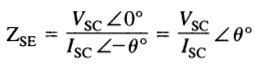 Z_SE = V_SC ∠0° / I_SC ∠−θ° = V_SC / I_SC ∠θ°